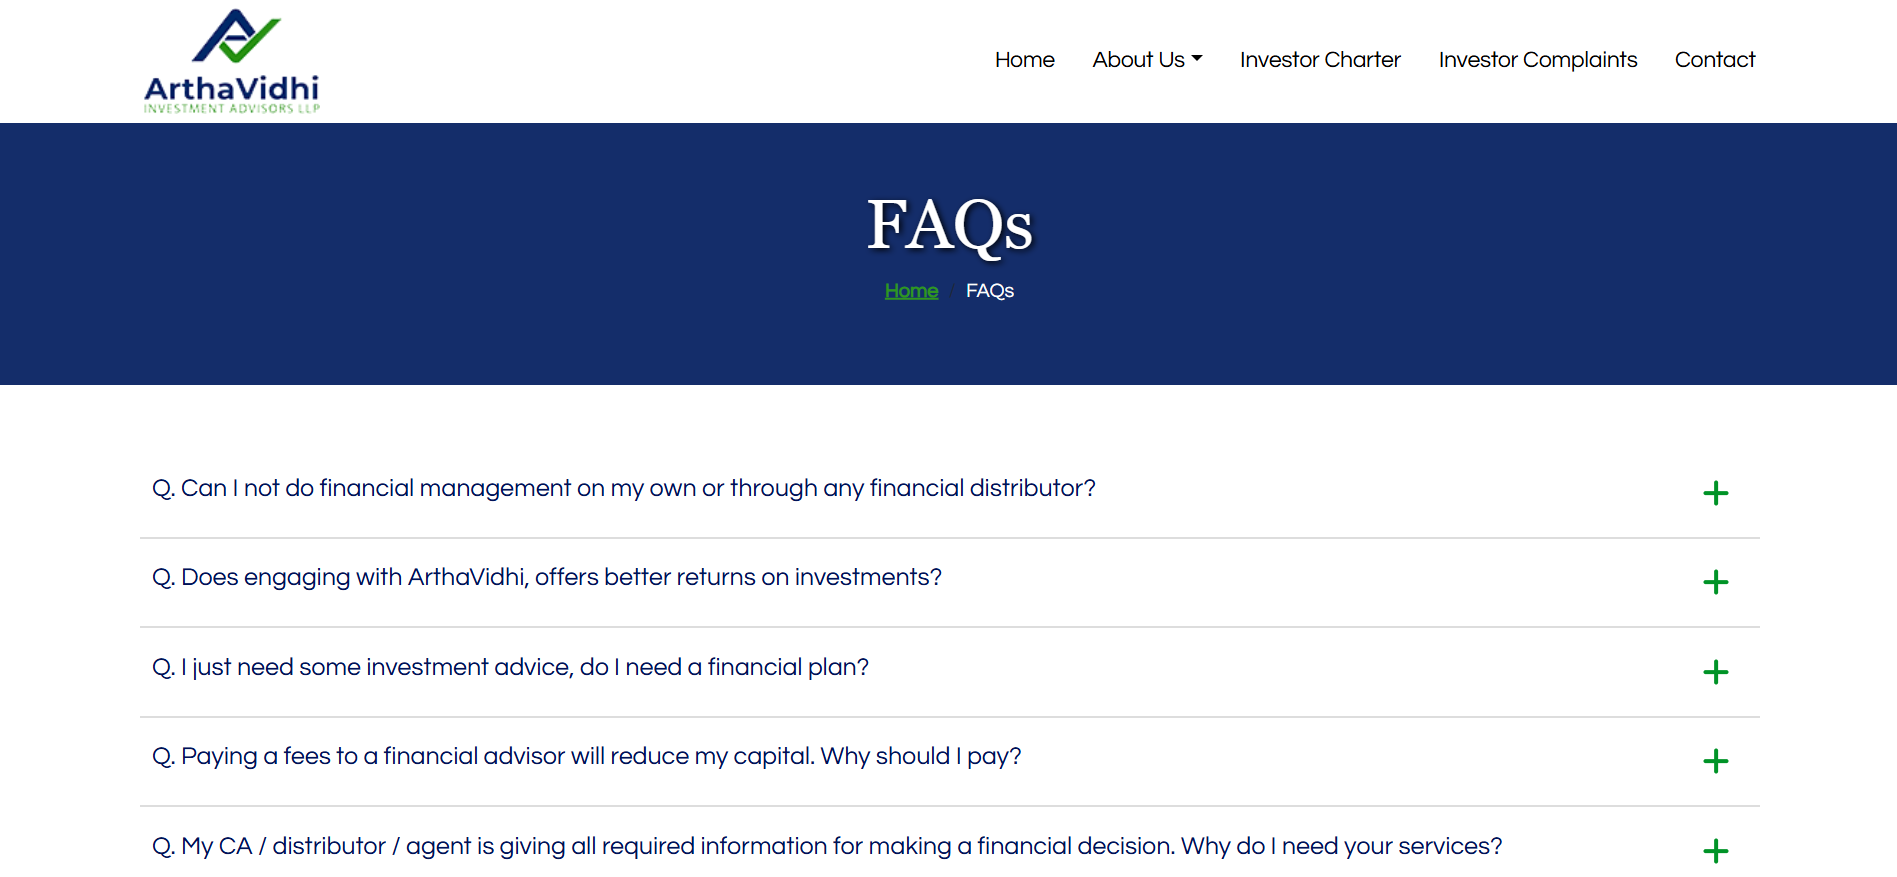 ArthaVidhi
INVESTMENT ADVISORS LLP
Home About Us Investor Charter Investor Complaints Contact
FAQs
Home FAQs
Q. Can I not do financial management on my own or through any financial distributor?
Q. Does engaging with ArthaVidhi, offers better returns on investments?
Q. I just need some investment advice, do I need a financial plan?
Q. Paying a fees to a financial advisor will reduce my capital. Why should I pay?
Q. My CA / distributor / agent is giving all required information for making a financial decision. Why do I need your services?